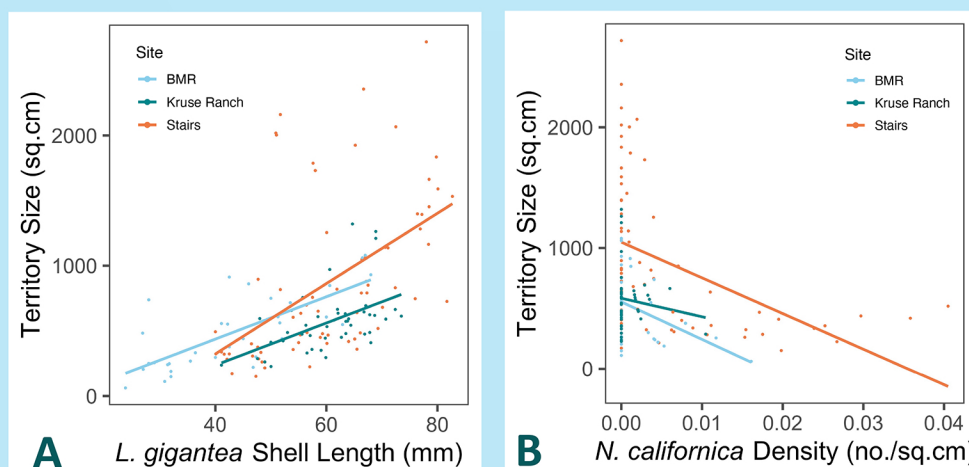 Site
BMR
Kruse Ranch
Stairs
Territory Size (sq.cm)
2000
1000
0
40
60
80
L. gigantea Shell Length (mm)
A
Site
BMR
Kruse Ranch
Stairs
Territory Size (sq.cm)
2000
1000
0
0.00
0.01
0.02
0.03
0.04
N. californica Density (no./sq.cm)
B